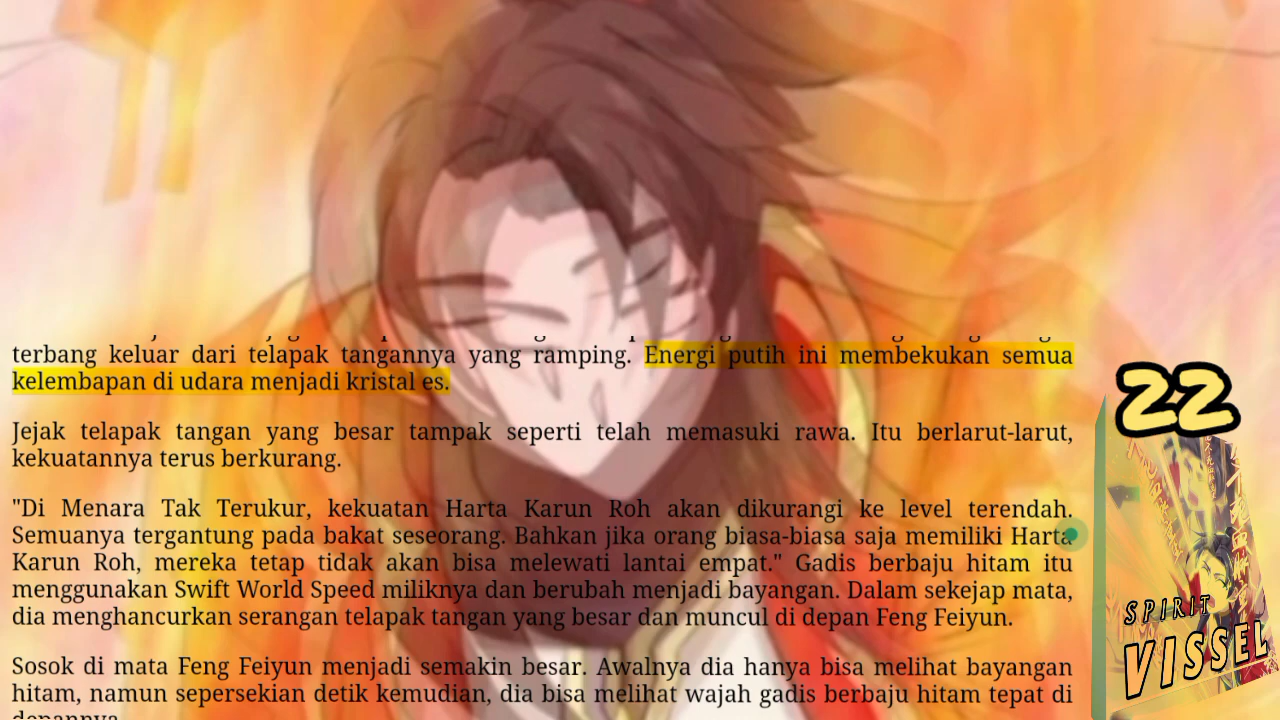 terbang keluar dari telapak tangannya yang ramping. Energi putih ini membekukan semua
kelembapan di udara menjadi kristal es.
Jejak telapak tangan yang besar tampak seperti telah memasuki rawa. Itu berlarut-larut,
kekuatannya terus berkurang.
"Di Menara Tak Terukur, kekuatan Harta Karun Roh akan dikurangi ke level terendah.
Semuanya tergantung pada bakat seseorang. Bahkan jika orang biasa-biasa saja memiliki Harta
Karun Roh, mereka tetap tidak akan bisa melewati lantai empat." Gadis berbaju hitam itu
menggunakan Swift World Speed miliknya dan berubah menjadi bayangan. Dalam sekejap mata,
dia menghancurkan serangan telapak tangan yang besar dan muncul di depan Feng Feiyun.
Sosok di mata Feng Feiyun menjadi semakin besar. Awalnya dia hanya bisa melihat bayangan
hitam, namun sepersekian detik kemudian, dia bisa melihat wajah gadis berbaju hitam tepat di
depannya
22
SPIRIT
VISSEL